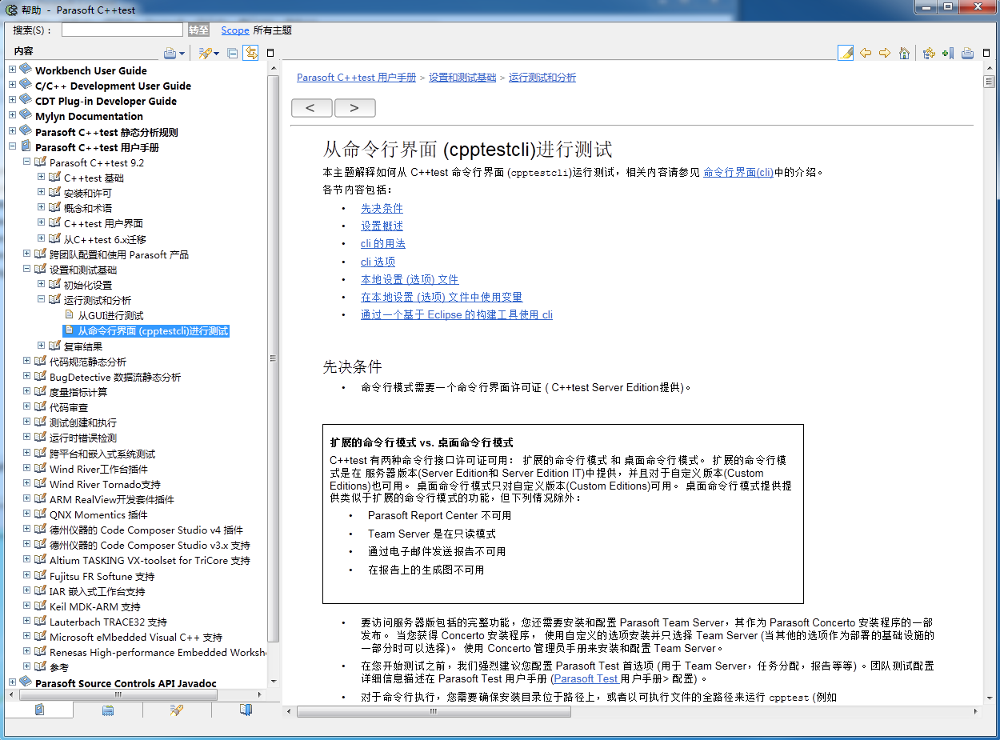 帮助 - Parasoft C++test
搜索(S)：
转至
Scope 所有主题
内容
Workbench User Guide
C/C++ Development User Guide
CDT Plug-in Developer Guide
Mylyn Documentation
Parasoft C++test 静态分析规则
Parasoft C++test 用户手册
Parasoft C++test 9.2
C++test 基础
安装和许可
概念和术语
C++test 用户界面
从C++test 6.x迁移
跨团队配置和使用 Parasoft 产品
设置和测试基础
初始化设置
运行测试和分析
从GUI进行测试
从命令行界面 (cpptestcli)进行测试
复审结果
代码规范静态分析
BugDetective 数据流静态分析
度量指标计算
代码审查
测试创建和执行
运行时错误检测
跨平台和嵌入式系统测试
Wind River工作台插件
Wind River Tornado支持
ARM RealView开发套件插件
QNX Momentics 插件
德州仪器的 Code Composer Studio v4 插件
德州仪器的 Code Composer Studio v3.x 支持
Altium TASKING VX-toolset for TriCore 支持
Fujitsu FR Softune 支持
IAR 嵌入式工作台支持
Keil MDK-ARM 支持
Lauterbach TRACE32 支持
Microsoft eMbedded Visual C++ 支持
Renesas High-performance Embedded Worksh
参考
Parasoft Source Controls API Javadoc
Parasoft C++test 用户手册 > 设置和测试基础 > 运行测试和分析
< >
从命令行界面 (cpptestcli)进行测试
本主题解释如何从 C++test 命令行界面 (cpptestcli)运行测试，相关内容请参见 命令行界面(cli)中的介绍。
各节内容包括：
• 先决条件
• 设置概述
• cli 的用法
• cli 选项
• 本地设置 (选项) 文件
• 在本地设置 (选项) 文件中使用变量
• 通过一个基于 Eclipse 的构建工具使用 cli
先决条件
• 命令行模式需要一个命令行界面许可证 ( C++test Server Edition提供)。
扩展的命令行模式 vs. 桌面命令行模式
C++test 有两种命令行接口许可证可用： 扩展的命令行模式 和 桌面命令行模式。 扩展的命令行模
式是在 服务器版本(Server Edition和 Server Edition IT)中提供，并且对于自定义版本(Custom
Editions)也可用。 桌面命令行模式只对自定义版本(Custom Editions)可用。 桌面命令行模式提供提
供类似于扩展的命令行模式的功能，但下列情况除外：
• Parasoft Report Center 不可用
• Team Server 是在只读模式
• 通过电子邮件发送报告不可用
• 在报告上的生成图不可用
• 要访问服务器版包括的完整功能，您还需要安装和配置 Parasoft Team Server，其作为 Parasoft Concerto 安装程序的一部
发布。 当您获得 Concerto 安装程序， 使用自定义的选项安装并只选择 Team Server (当其他的选项作为部署的基础设施的
一部分时可以选择)。 使用 Concerto 管理员手册来安装和配置 Team Server。
• 在您开始测试之前，我们强烈建议您配置 Parasoft Test 首选项 (用于 Team Server，任务分配，报告等等) 。团队测试配置
详细信息描述在 Parasoft Test 用户手册 (Parasoft Test 用户手册> 配置) 。
• 对于命令行执行，您需要确保安装目录位于路径上，或者以可执行文件的全路径来运行 cpptest (例如